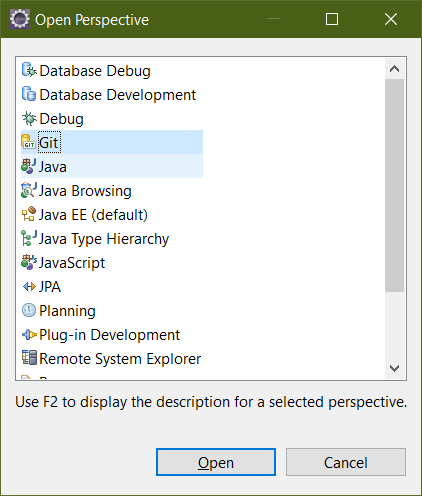 Open Perspective
Database Debug
Database Development
Debug
GIT Git
Java
Java Browsing
Java EE (default)
Java Type Hierarchy
JavaScript
JPA
Planning
Plug-in Development
Remote System Explorer
Use F2 to display the description for a selected perspective.
Open
Cancel